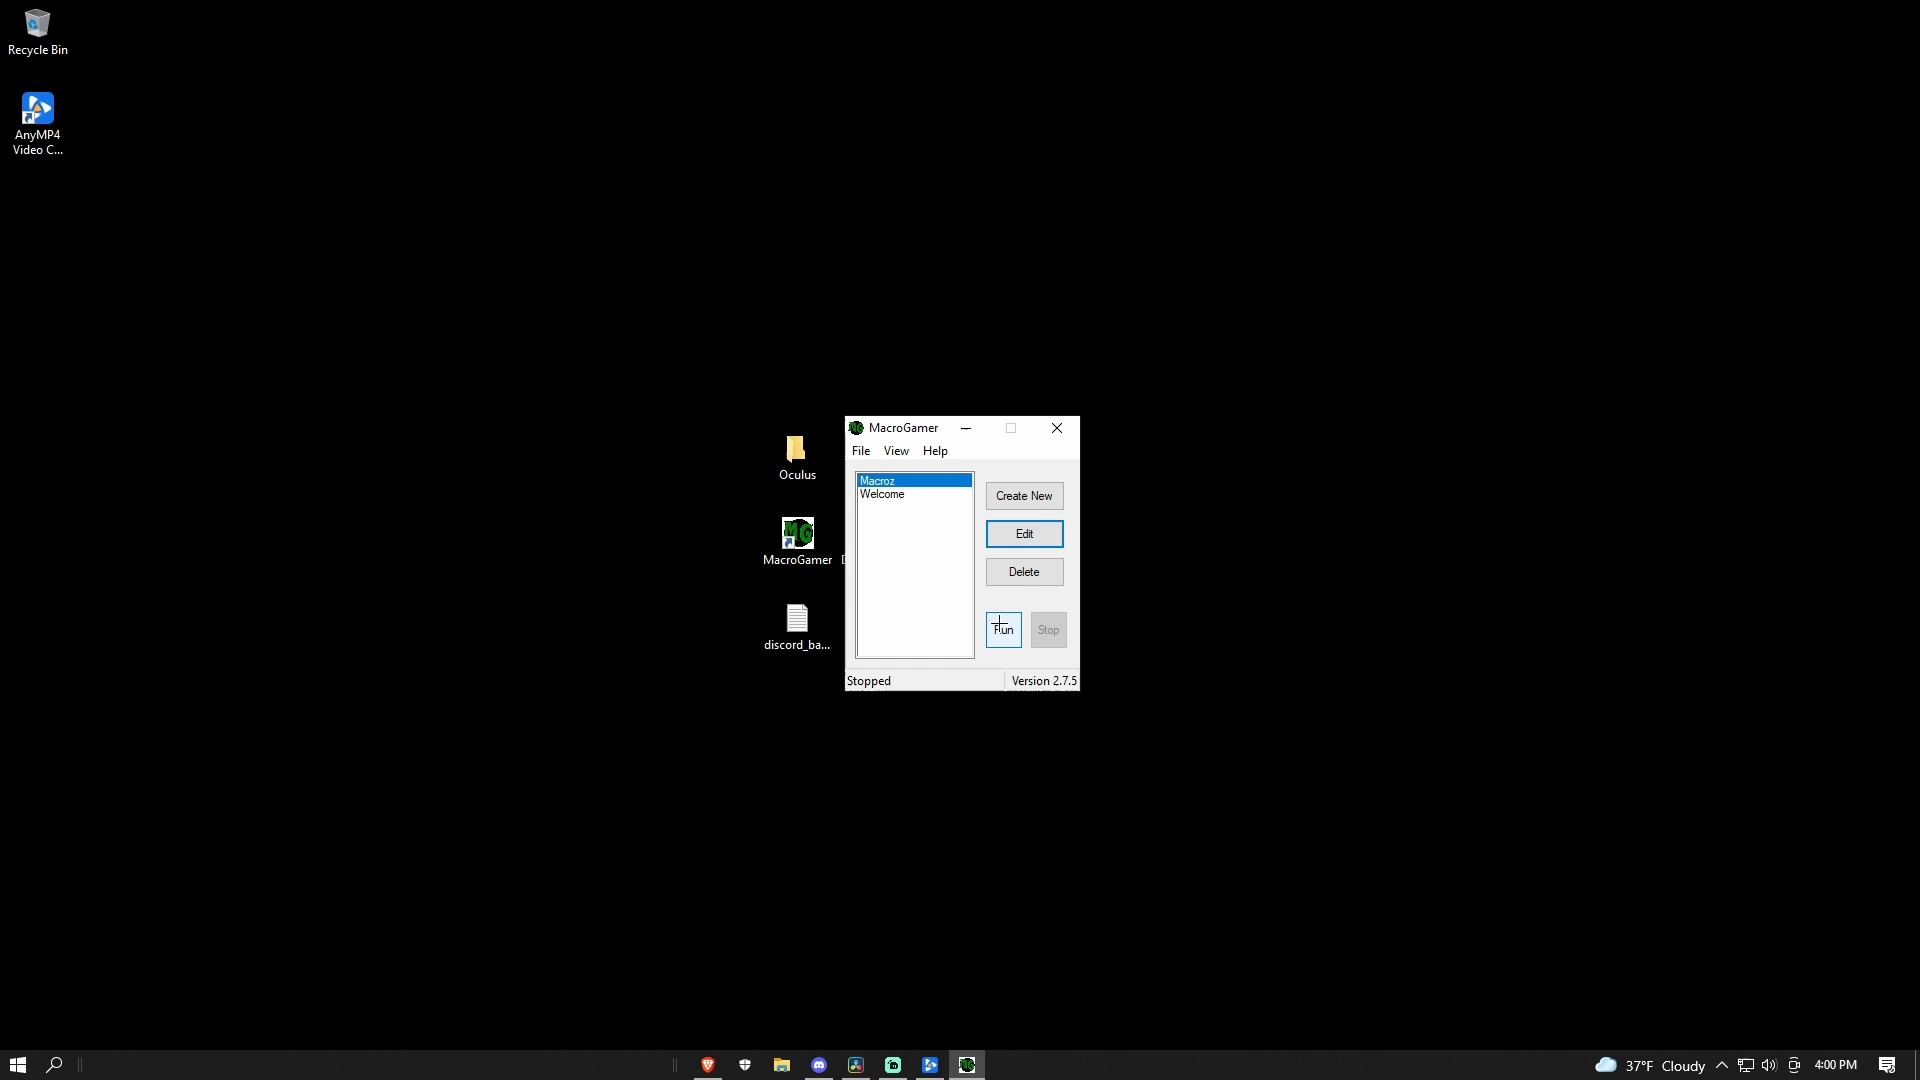 Recycle Bin
AnyMP4
Video C...
Oculus
MacroGamer
discord_ba...
MacroGamer
File View Help
Macroz
Welcome
Create New
Edit
Delete
Run
Stop
Stopped
Version 2.7.5
37°F Cloudy
4:00 PM